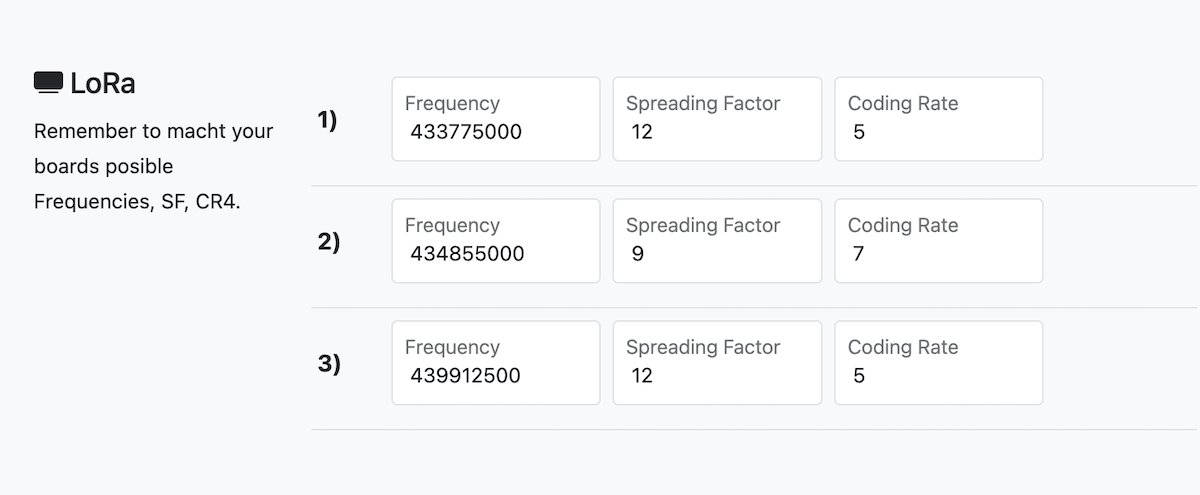 LoRa
Remember to macht your
boards posible
Frequencies, SF, CR4.
1)
Frequency
433775000
Spreading Factor
12
Coding Rate
5
2)
Frequency
434855000
Spreading Factor
9
Coding Rate
7
3)
Frequency
439912500
Spreading Factor
12
Coding Rate
5